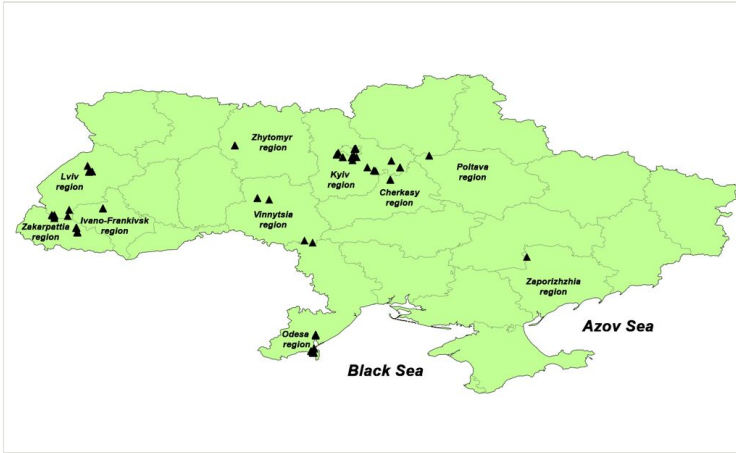 Zhytomyr
region
Lviv
region
Kyiv
region
Poltava
region
Cherkasy
region
Zakarpattia
region
Ivano-Frankivsk
region
Vinnytsia
region
Zaporizhzhia
region
Odesa
region
Azov Sea
Black Sea